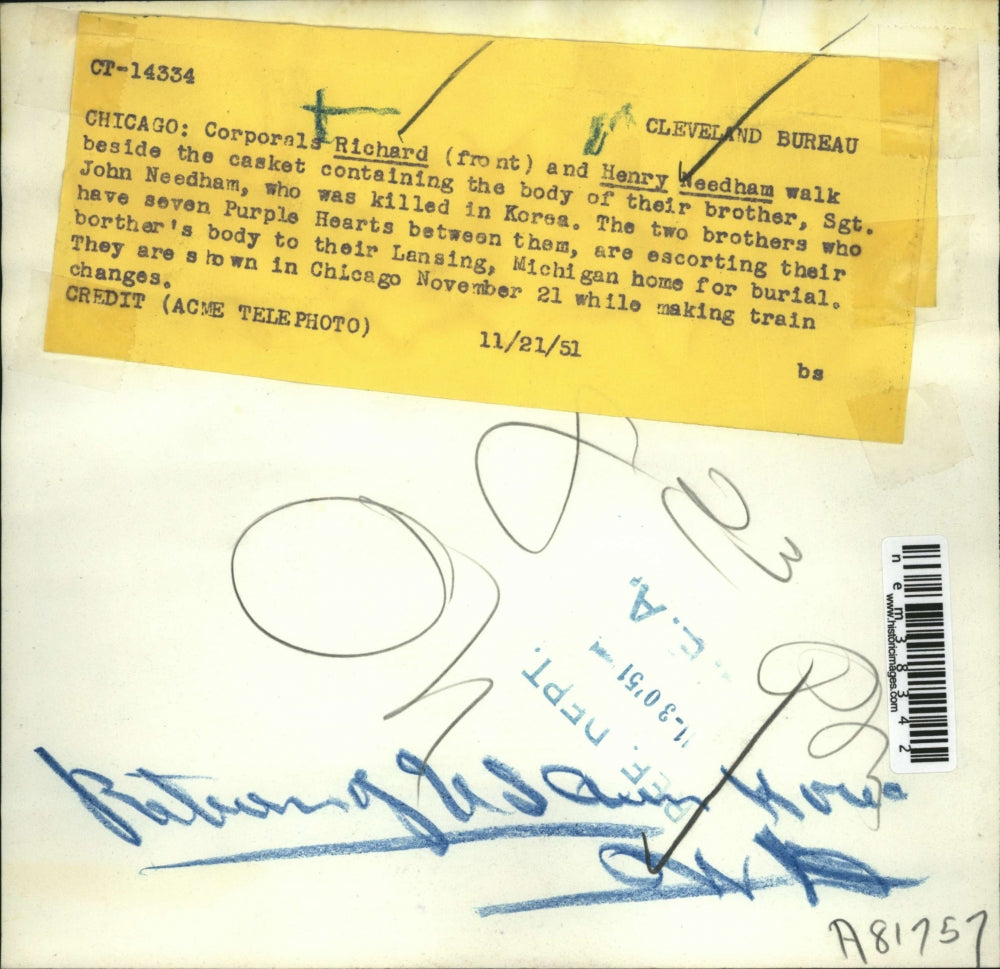 CT-14334
CLEVELAND BUREAU
CHICAGO: Corporals Richard (front) and Henry Needham walk
beside the casket containing the body of their brother, Sgt.
John Needham, who was killed in Korea. The two brothers who
have seven Purple Hearts between them, are escorting their
borther's body to their Lansing, Michigan home for burial.
They are shown in Chicago November 21 while making train
changes.
CREDIT (ACME TELEPHOTO)
11/21/51
bs
REF. DEPT.
11-30'51
E.A.
nem38342
www.historicimages.com
A81757